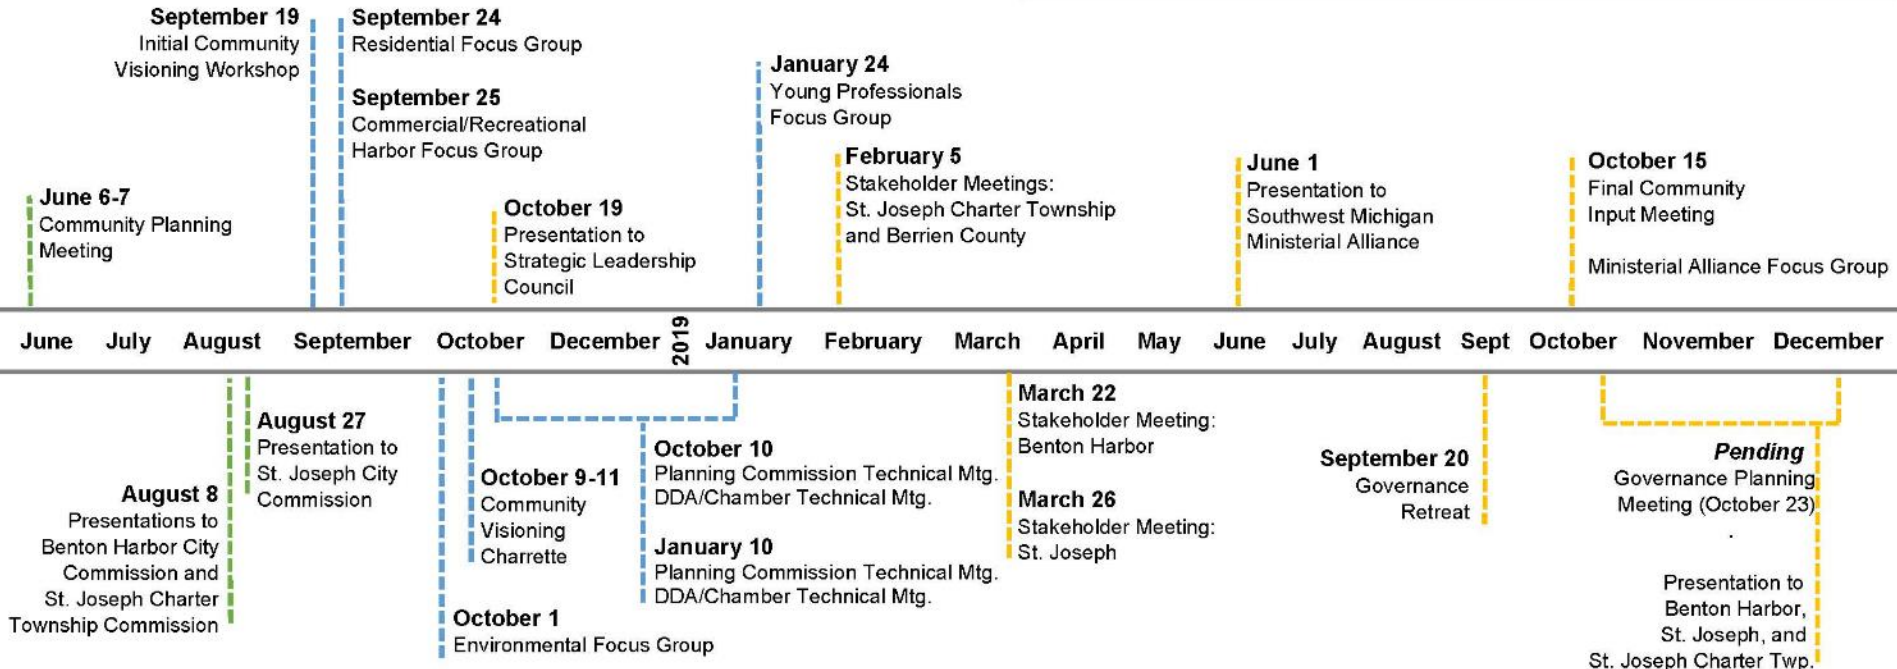 September 19
Initial Community
Visioning Workshop
September 24
Residential Focus Group
September 25
Commercial/Recreational
Harbor Focus Group
January 24
Young Professionals
Focus Group
February 5
Stakeholder Meetings:
St. Joseph Charter Township
and Berrien County
June 1
Presentation to
Southwest Michigan
Ministerial Alliance
October 15
Final Community
Input Meeting
Ministerial Alliance Focus Group
June 6-7
Community Planning
Meeting
October 19
Presentation to
Strategic Leadership
Council
June July August September October December 2019 January February March April May June July August Sept October November December
August 27
Presentation to
St. Joseph City
Commission
August 8
Presentations to
Benton Harbor City
Commission and
St. Joseph Charter
Township Commission
October 9-11
Community
Visioning
Charrette
October 1
Environmental Focus Group
October 10
Planning Commission Technical Mtg.
DDA/Chamber Technical Mtg.
January 10
Planning Commission Technical Mtg.
DDA/Chamber Technical Mtg.
March 22
Stakeholder Meeting:
Benton Harbor
March 26
Stakeholder Meeting:
St. Joseph
September 20
Governance
Retreat
Pending
Governance Planning
Meeting (October 23)
.
Presentation to
Benton Harbor,
St. Joseph, and
St. Joseph Charter Twp.